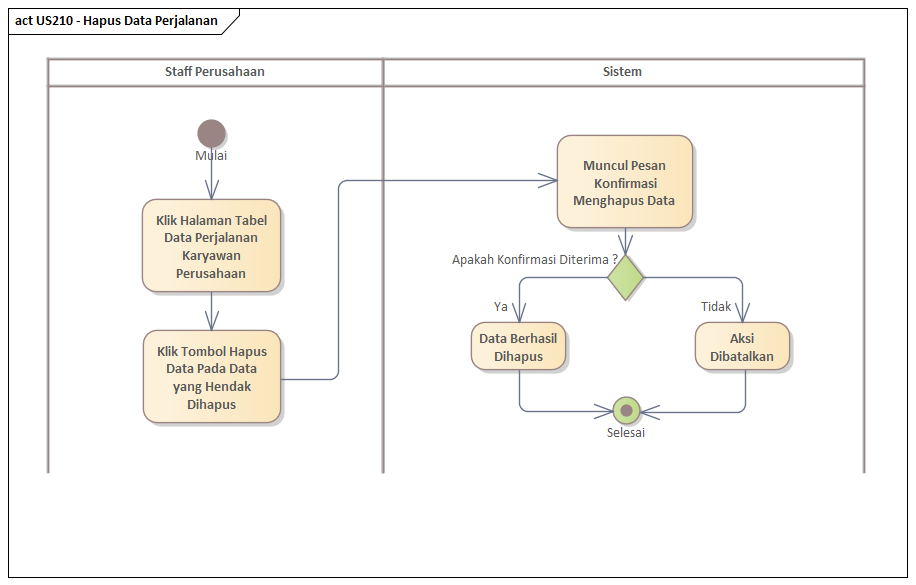 act US210 - Hapus Data Perjalanan
Staff Perusahaan
Sistem
Mulai
Klik Halaman Tabel
Data Perjalanan
Karyawan
Perusahaan
Klik Tombol Hapus
Data Pada Data
yang Hendak
Dihapus
Muncul Pesan
Konfirmasi
Menghapus Data
Apakah Konfirmasi Diterima ?
Ya
Tidak
Data Berhasil
Dihapus
Aksi
Dibatalkan
Selesai